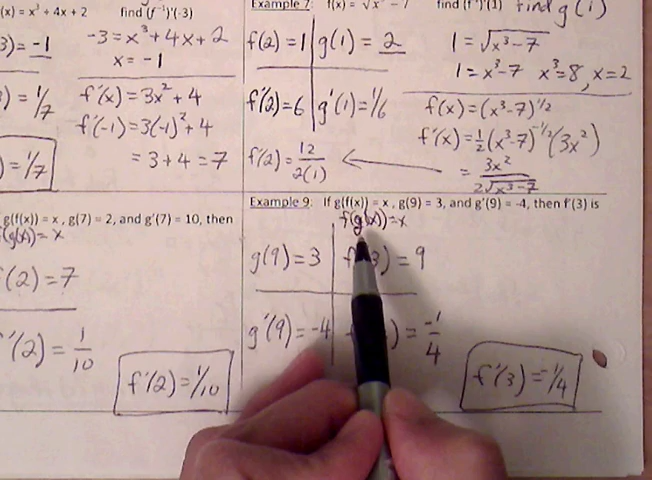 (x) = x³ + 4x + 2 find (f⁻¹)'(-3)
3) = -1
-3 = x³ + 4x + 2
x = -1
) = 1/7
f'(x) = 3x² + 4
f'(-1) = 3(-1)² + 4
= 3 + 4 = 7
) = 1/7
Example 7 f(x) = √x³ - 7 find (f⁻¹)'(1) find g'(1)
f(2) = 1 g(1) = 2
1 = √x³-7
1 = x³-7 x³=8, x=2
f'(2) = 6 g'(1) = 1/6
f(x) = (x³-7)^1/2
f'(x) = 1/2 (x³-7)^-1/2 (3x²)
f'(2) = 12/2(1)
= 3x²/2√x³-7
g(f(x)) = x , g(7) = 2, and g'(7) = 10, then
f(g(x)) = x
f(2) = 7
'(2) = 1/10
f'(2) = 1/10
Example 9. If g(f(x)) = x , g(9) = 3, and g'(9) = -4, then f'(3) is
f(g(x)) = x
g(9) = 3 f(3) = 9
g'(9) = -4 ) = -1/4
f'(3) = -1/4